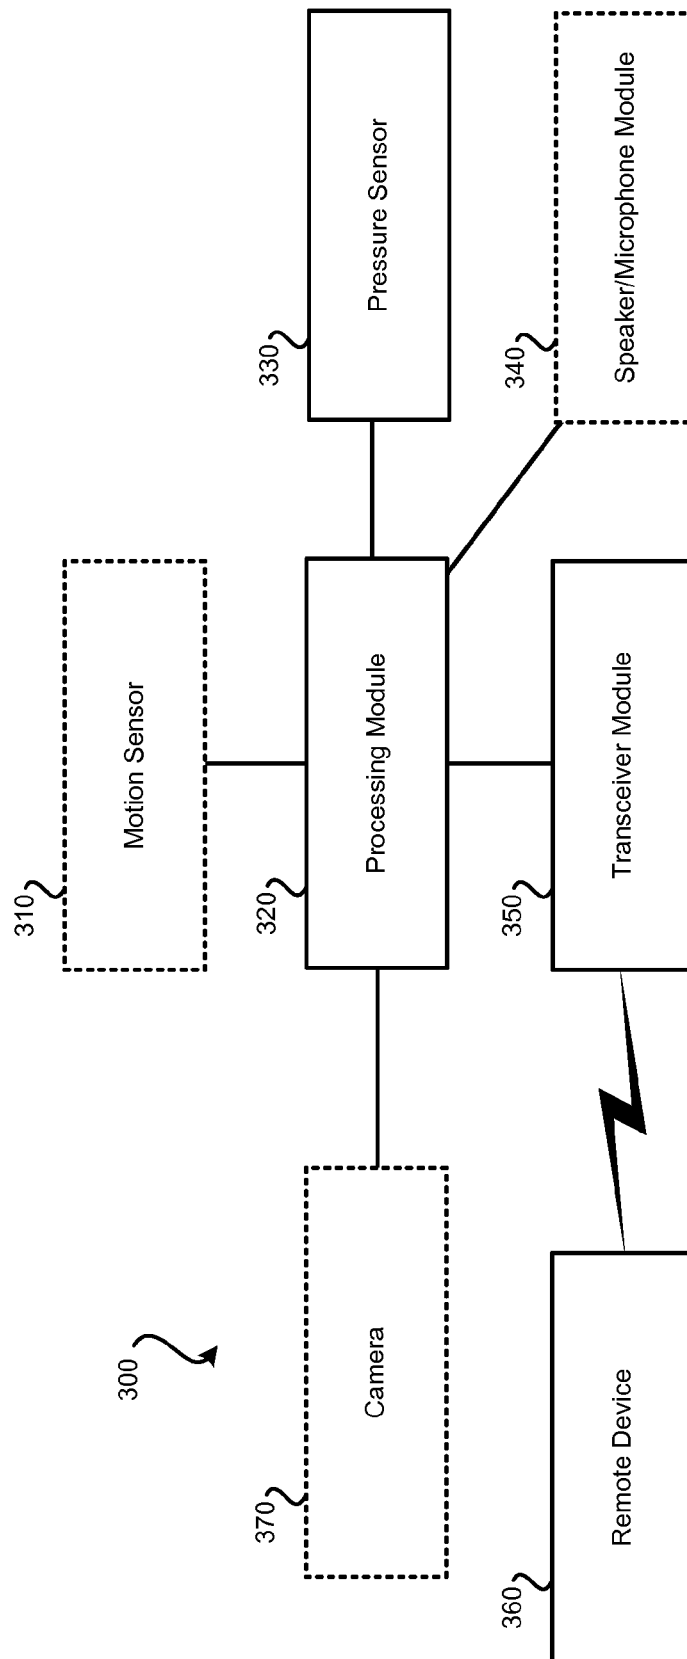 300
310
Motion Sensor
370
Camera
320
Processing Module
330
Pressure Sensor
360
Remote Device
350
Transceiver Module
340
Speaker/Microphone Module